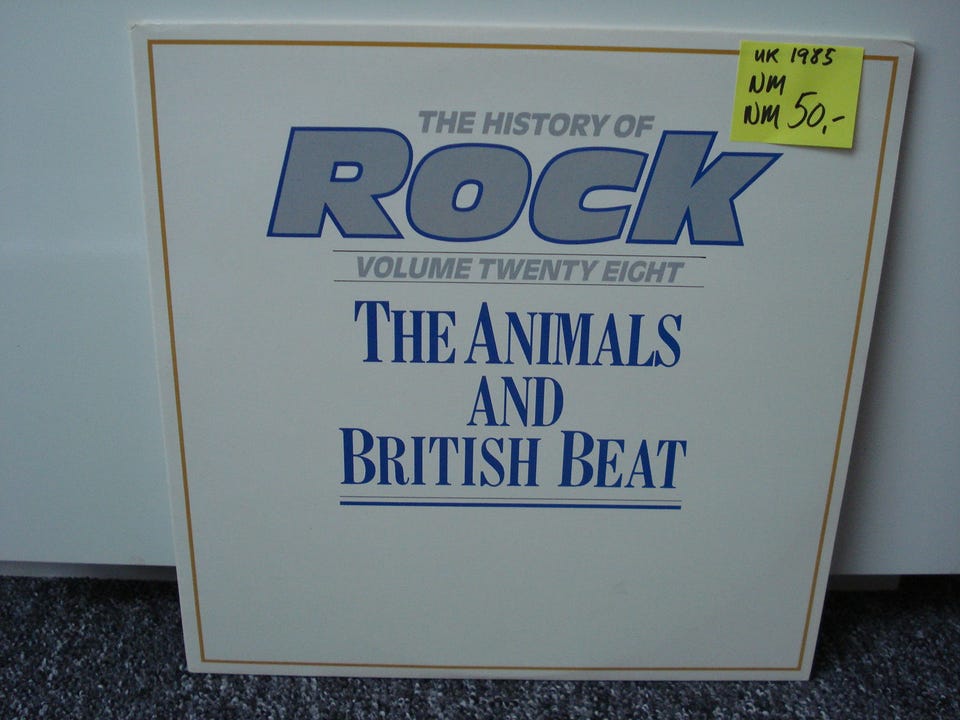 UK 1985
NM
NM 50,-
THE HISTORY OF
ROCK
VOLUME TWENTY EIGHT
THE ANIMALS
AND
BRITISH BEAT